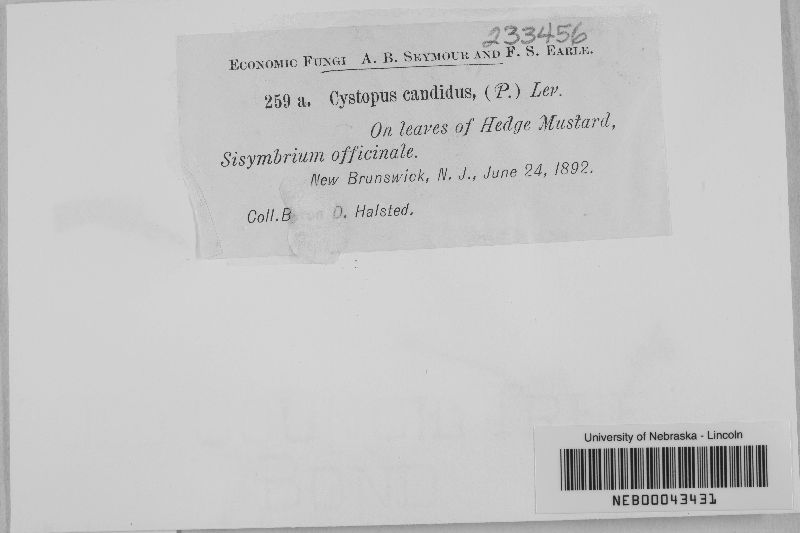 233456
Economic Fungi A. B. Seymour and F. S. Earle.
259 a. Cystopus candidus, (P.) Lev.
On leaves of Hedge Mustard,
Sisymbrium officinale.
New Brunswick, N. J., June 24, 1892.
Coll. B O. Halsted.
University of Nebraska - Lincoln
NEB00043431